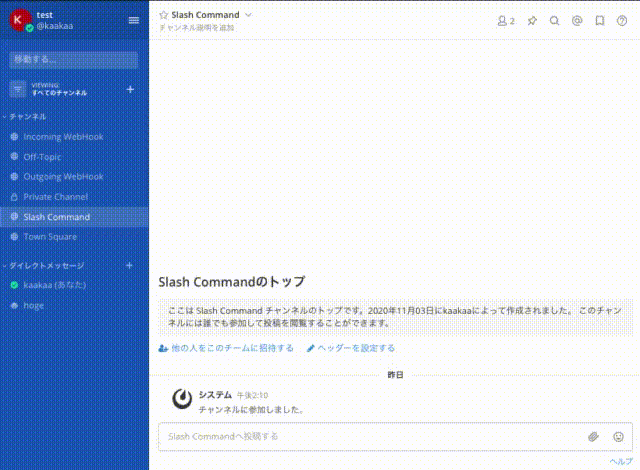 K
test
@kaakaa
移動する...
VIEWING:
すべてのチャンネル
チャンネル
Incoming WebHook
Off-Topic
Outgoing WebHook
Private Channel
Slash Command
Town Square
ダイレクトメッセージ
kaakaa (あなた)
hoge
Slash Command
チャンネル説明を追加
2
Slash Commandのトップ
ここは Slash Command チャンネルのトップです。2020年11月03日にkaakaaによって作成されました。 このチャン
ネルには誰でも参加して投稿を閲覧することができます。
他の人をこのチームに招待する
ヘッダーを設定する
昨日
システム 午後2:10
チャンネルに参加しました。
Slash Commandへ投稿する
ヘルプ